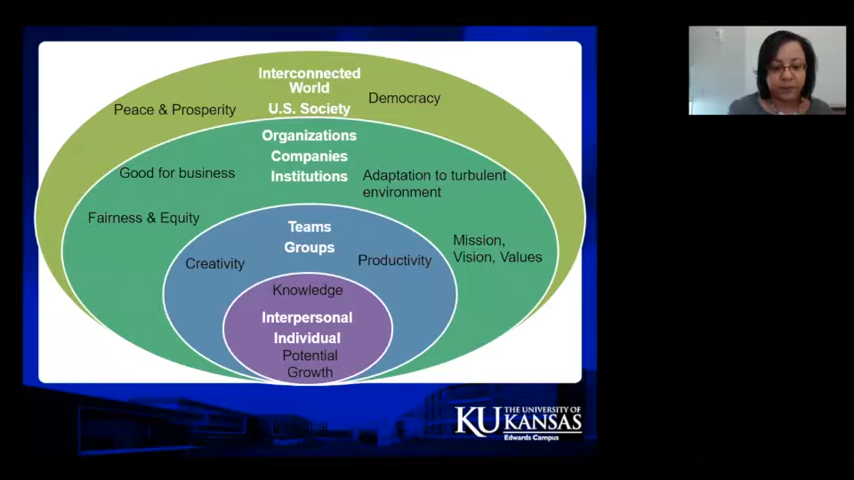 Interconnected
World
U.S. Society
Peace & Prosperity
Democracy
Organizations
Companies
Institutions
Good for business
Adaptation to turbulent
environment
Fairness & Equity
Mission,
Vision, Values
Teams
Groups
Creativity
Productivity
Knowledge
Interpersonal
Individual
Potential
Growth
KU THE UNIVERSITY OF
KANSAS
Edwards Campus